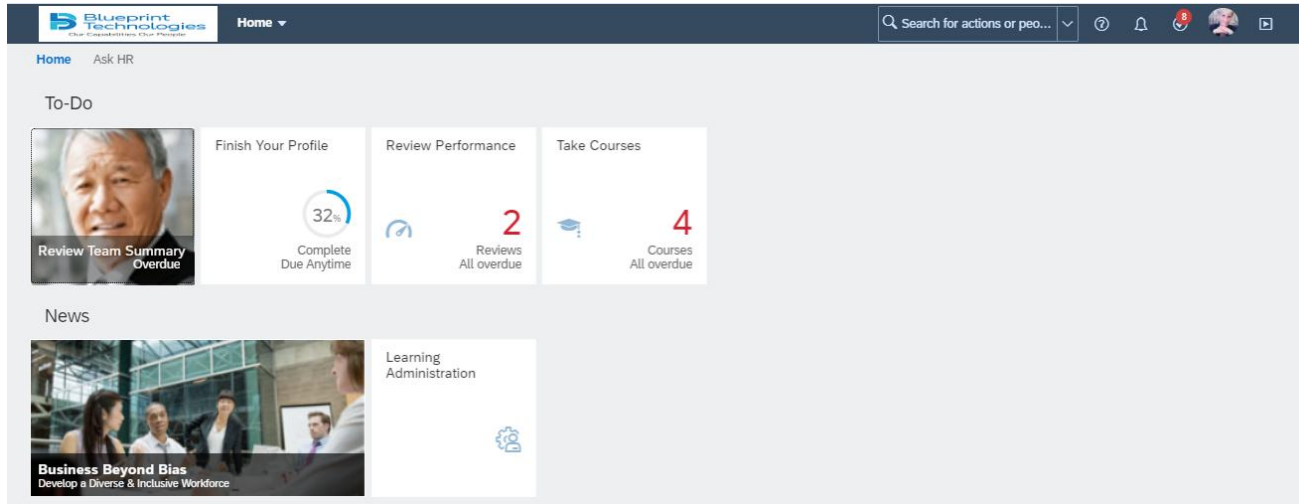 Blueprint
Technologies
Our Capabilities Our People
Home
Search for actions or peo...
8
Home Ask HR
To-Do
Review Team Summary
Overdue
Finish Your Profile
32%
Complete
Due Anytime
Review Performance
2
Reviews
All overdue
Take Courses
4
Courses
All overdue
News
Business Beyond Bias
Develop a Diverse & Inclusive Workforce
Learning
Administration